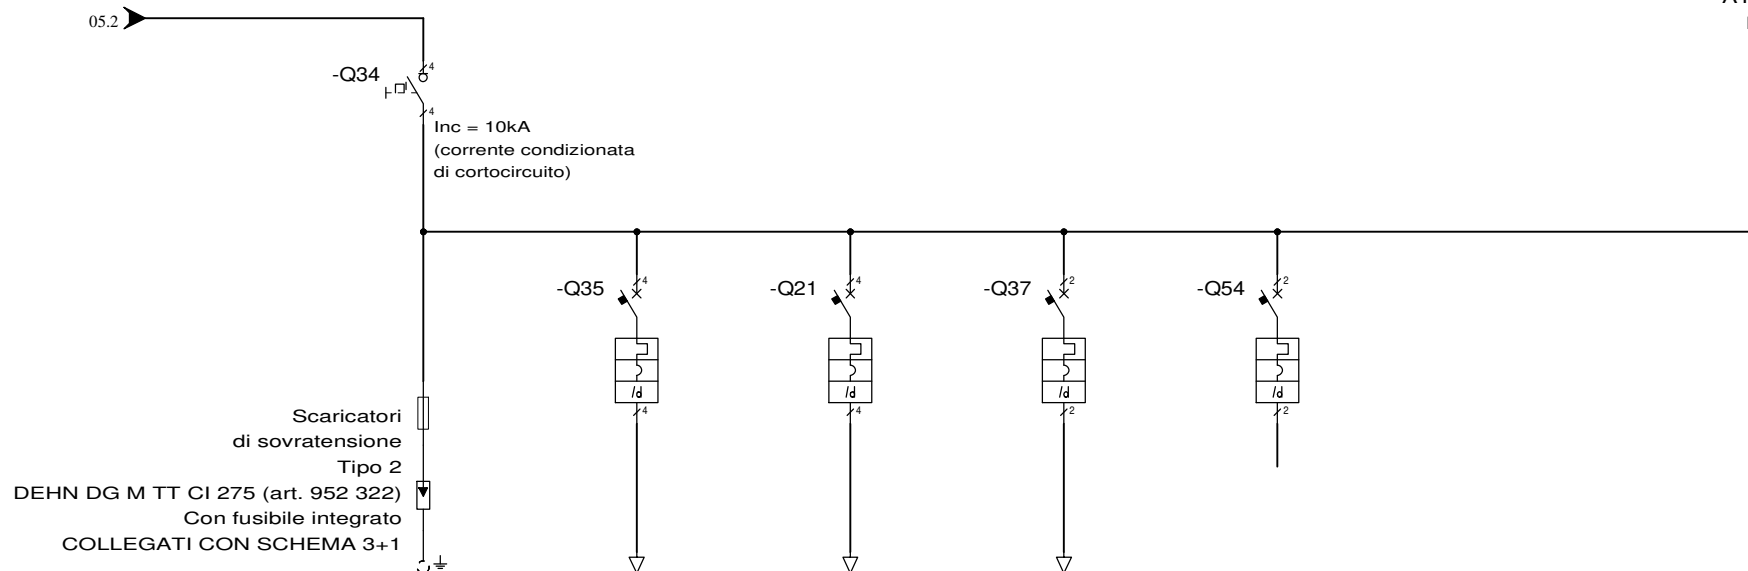 05.2
-Q34
4
4
Inc = 10kA
(corrente condizionata
di cortocircuito)
-Q35
4
-Q21
4
-Q37
2
-Q54
2
Id
Id
Id
Id
4
4
2
2
Scaricatori
di sovratensione
Tipo 2
DEHN DG M TT CI 275 (art. 952 322)
Con fusibile integrato
COLLEGATI CON SCHEMA 3+1